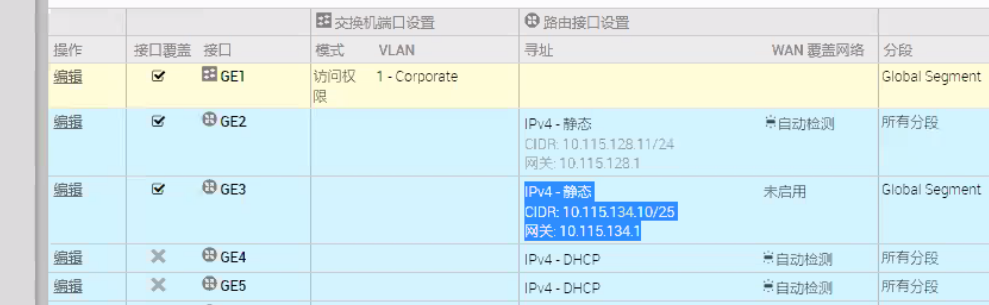 交换机端口设置 路由接口设置
操作 接口覆盖 接口 模式 VLAN 寻址 WAN 覆盖网络 分段
编辑 GE1 访问权限 1 - Corporate Global Segment
编辑 GE2 IPv4 - 静态 自动检测 所有分段
CIDR: 10.115.128.11/24
网关: 10.115.128.1
编辑 GE3 IPv4 - 静态 未启用 Global Segment
CIDR: 10.115.134.10/25
网关: 10.115.134.1
编辑 GE4 IPv4 - DHCP 自动检测 所有分段
编辑 GE5 IPv4 - DHCP 自动检测 所有分段